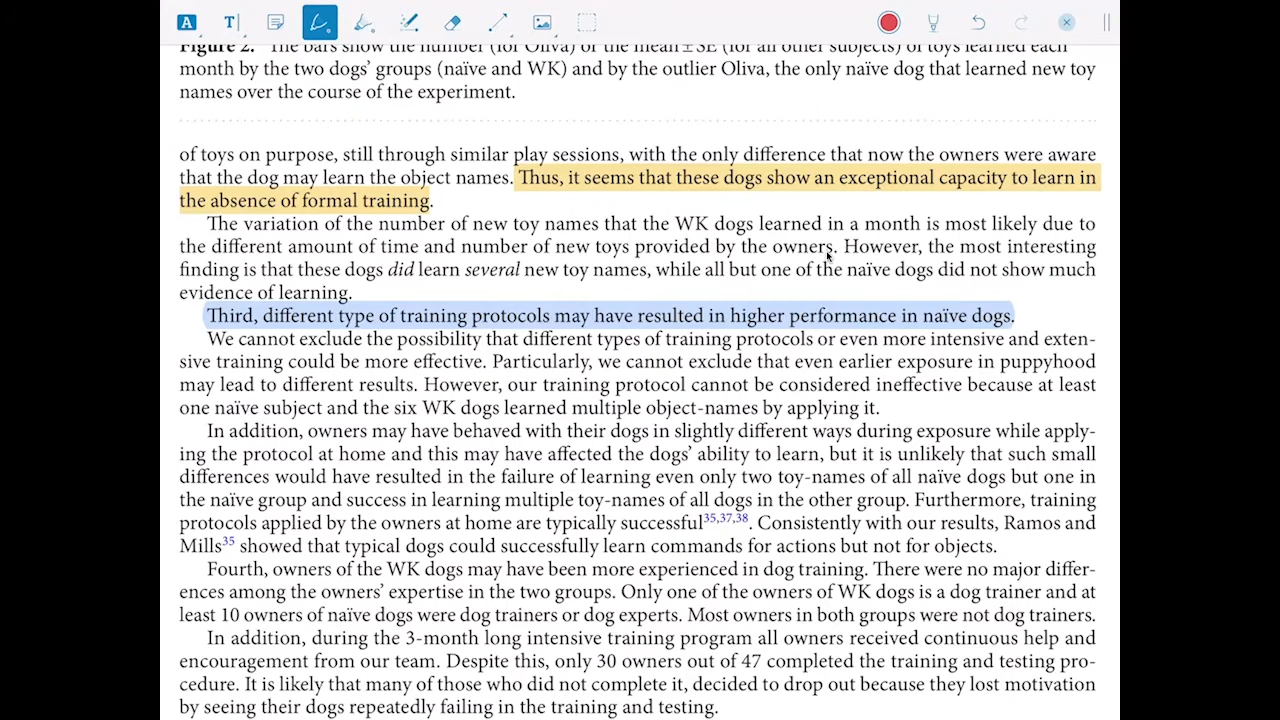 A T
Figure 2. The bars show the number (for Oliva) or the mean ± SE (for all other subjects) of toys learned each
month by the two dogs' groups (naïve and WK) and by the outlier Oliva, the only naïve dog that learned new toy
names over the course of the experiment.
of toys on purpose, still through similar play sessions, with the only difference that now the owners were aware
that the dog may learn the object names. Thus, it seems that these dogs show an exceptional capacity to learn in
the absence of formal training.
The variation of the number of new toy names that the WK dogs learned in a month is most likely due to
the different amount of time and number of new toys provided by the owners. However, the most interesting
finding is that these dogs did learn several new toy names, while all but one of the naïve dogs did not show much
evidence of learning.
Third, different type of training protocols may have resulted in higher performance in naïve dogs.
We cannot exclude the possibility that different types of training protocols or even more intensive and exten-
sive training could be more effective. Particularly, we cannot exclude that even earlier exposure in puppyhood
may lead to different results. However, our training protocol cannot be considered ineffective because at least
one naïve subject and the six WK dogs learned multiple object-names by applying it.
In addition, owners may have behaved with their dogs in slightly different ways during exposure while apply-
ing the protocol at home and this may have affected the dogs' ability to learn, but it is unlikely that such small
differences would have resulted in the failure of learning even only two toy-names of all naïve dogs but one in
the naïve group and success in learning multiple toy-names of all dogs in the other group. Furthermore, training
protocols applied by the owners at home are typically successful35,37,38. Consistently with our results, Ramos and
Mills35 showed that typical dogs could successfully learn commands for actions but not for objects.
Fourth, owners of the WK dogs may have been more experienced in dog training. There were no major differ-
ences among the owners' expertise in the two groups. Only one of the owners of WK dogs is a dog trainer and at
least 10 owners of naïve dogs were dog trainers or dog experts. Most owners in both groups were not dog trainers.
In addition, during the 3-month long intensive training program all owners received continuous help and
encouragement from our team. Despite this, only 30 owners out of 47 completed the training and testing pro-
cedure. It is likely that many of those who did not complete it, decided to drop out because they lost motivation
by seeing their dogs repeatedly failing in the training and testing.